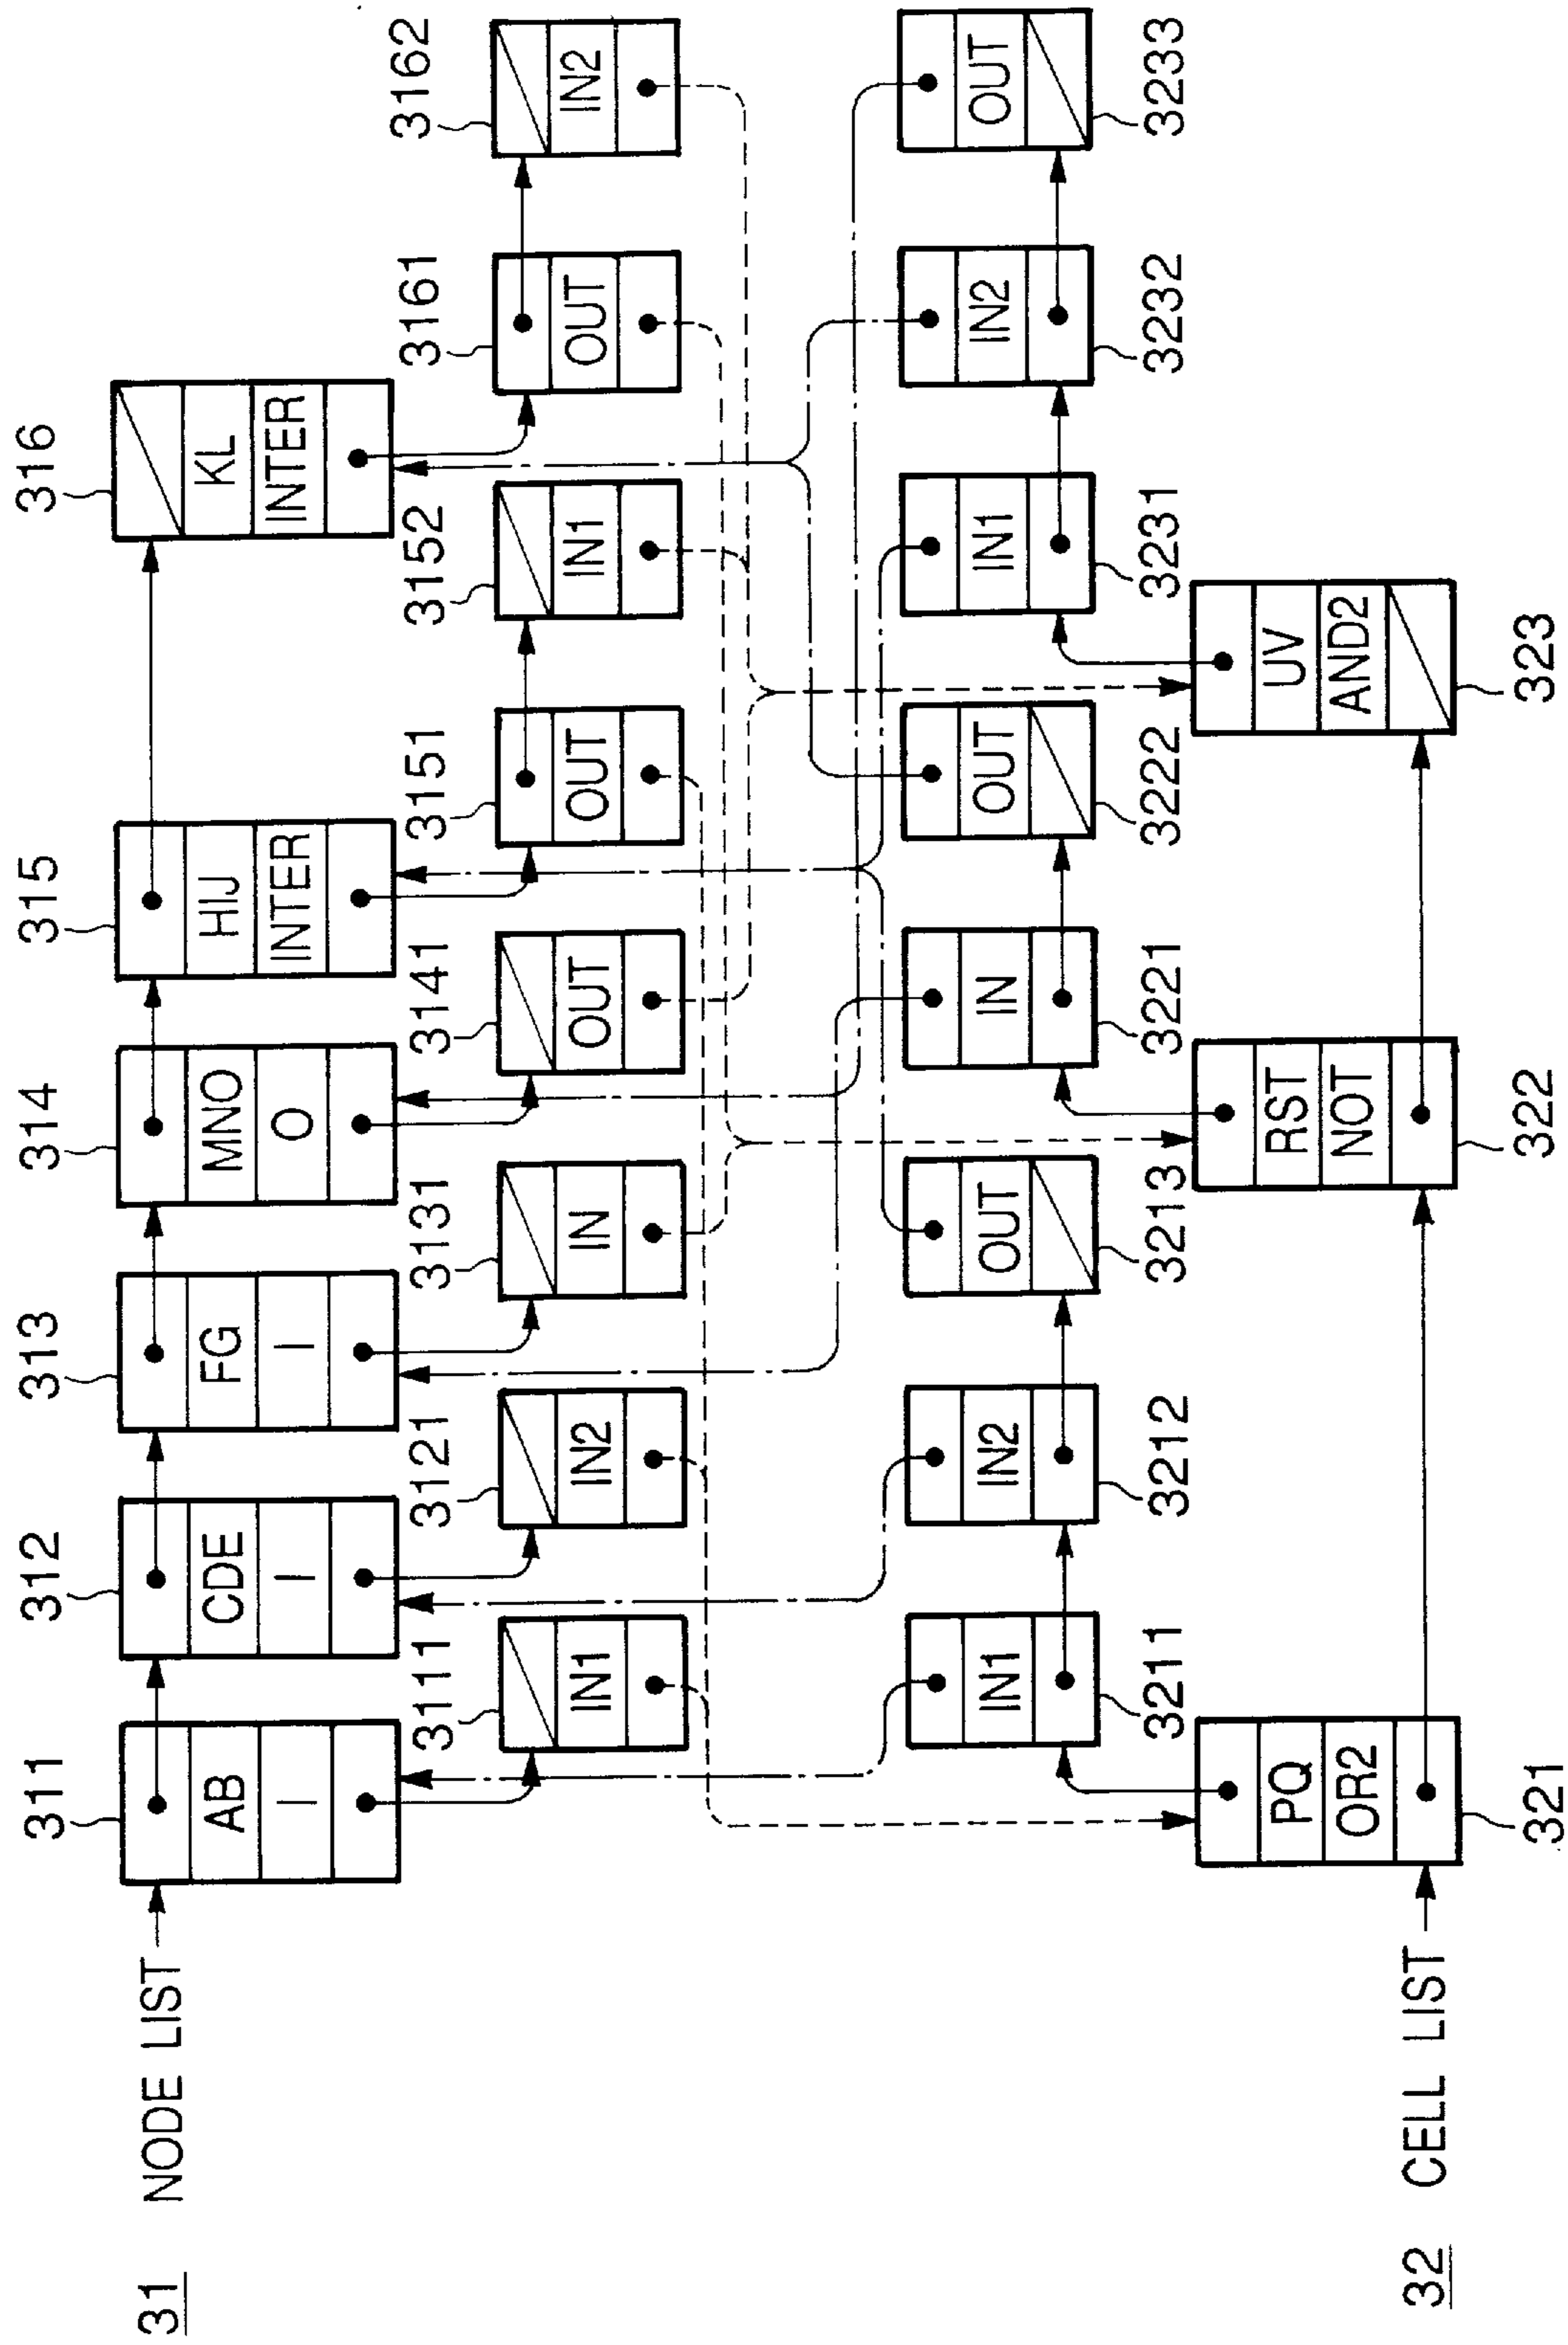 31 NODE LIST
311
AB
I
312
CDE
I
313
FG
I
314
MNO
O
315
HIJ
INTER
316
KL
INTER
3111
IN1
3121
IN2
3131
IN
3141
OUT
3151
OUT
3152
IN1
3161
OUT
3162
IN2
IN1
3211
IN2
3212
OUT
3213
IN
3221
OUT
3222
IN1
3231
IN2
3232
OUT
3233
32 CELL LIST
PQ
OR2
321
RST
NOT
322
UV
AND2
323